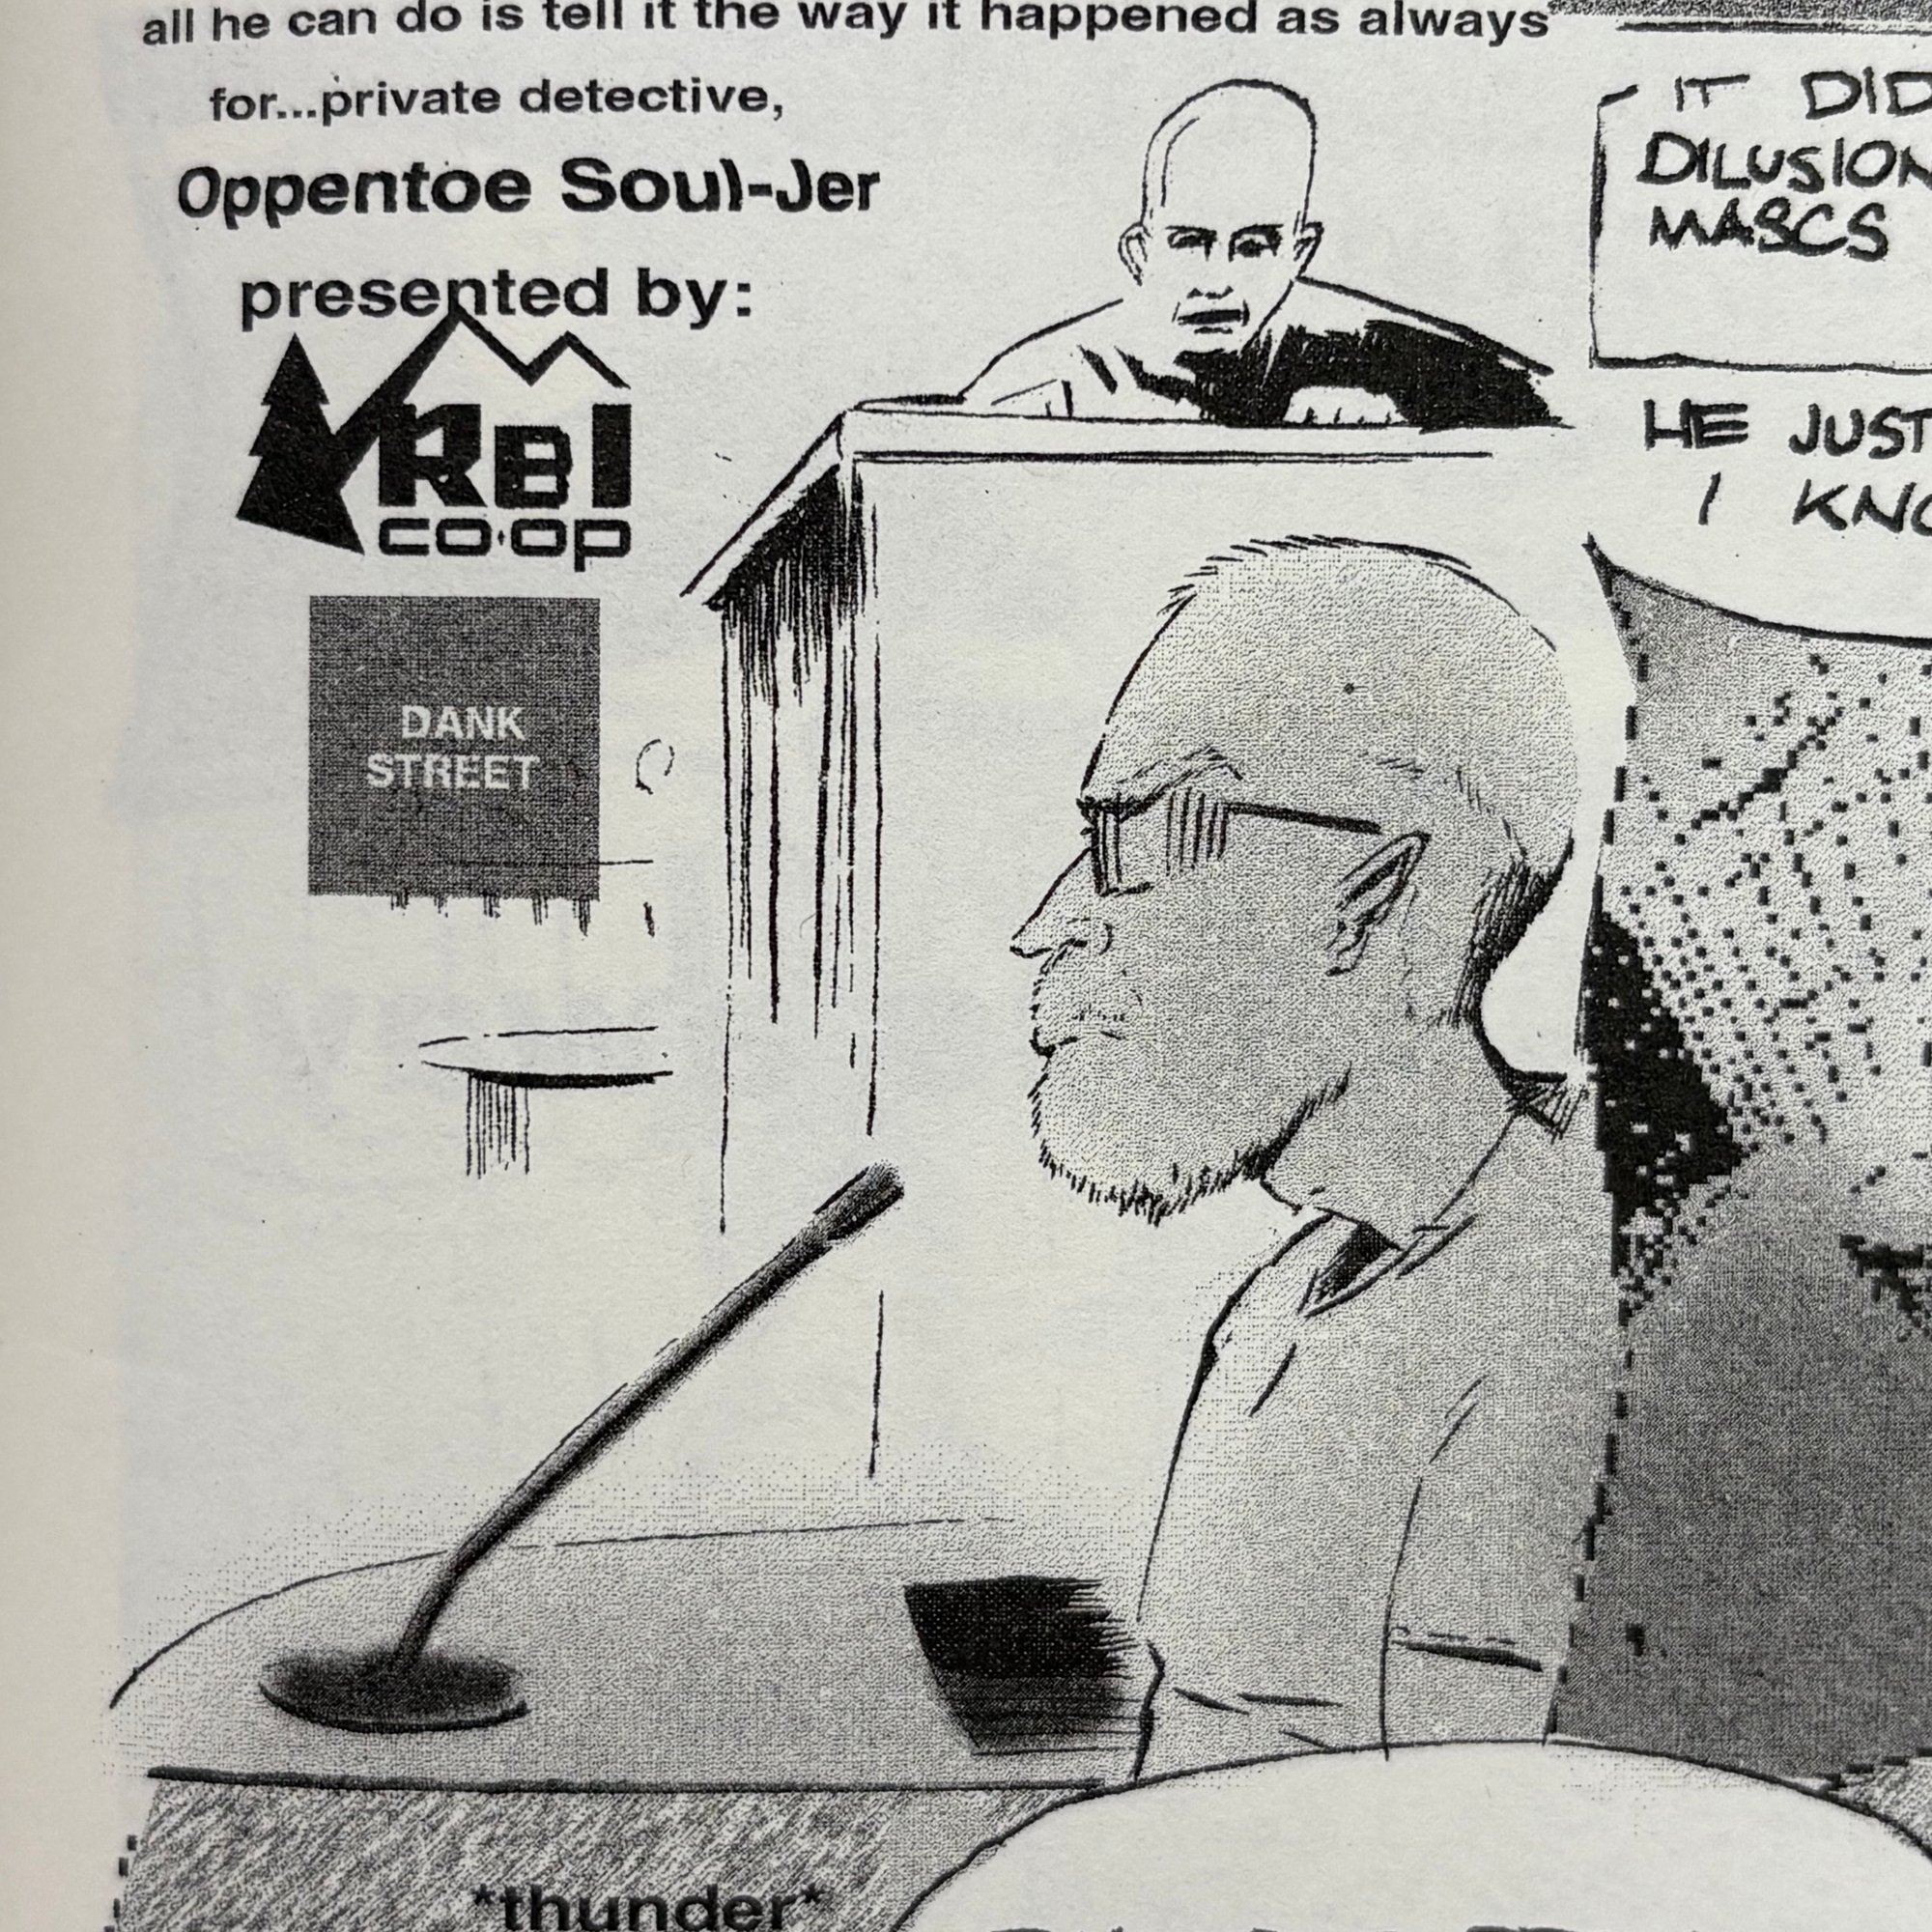 all he can do is tell it the way it happened as always
for...private detective,
Oppentoe Soul-Jer
presented by:
RBI
CO·OP
DANK
STREET
IT DID
DILUSION
MASCS
HE JUST
I KNO
*thunder*